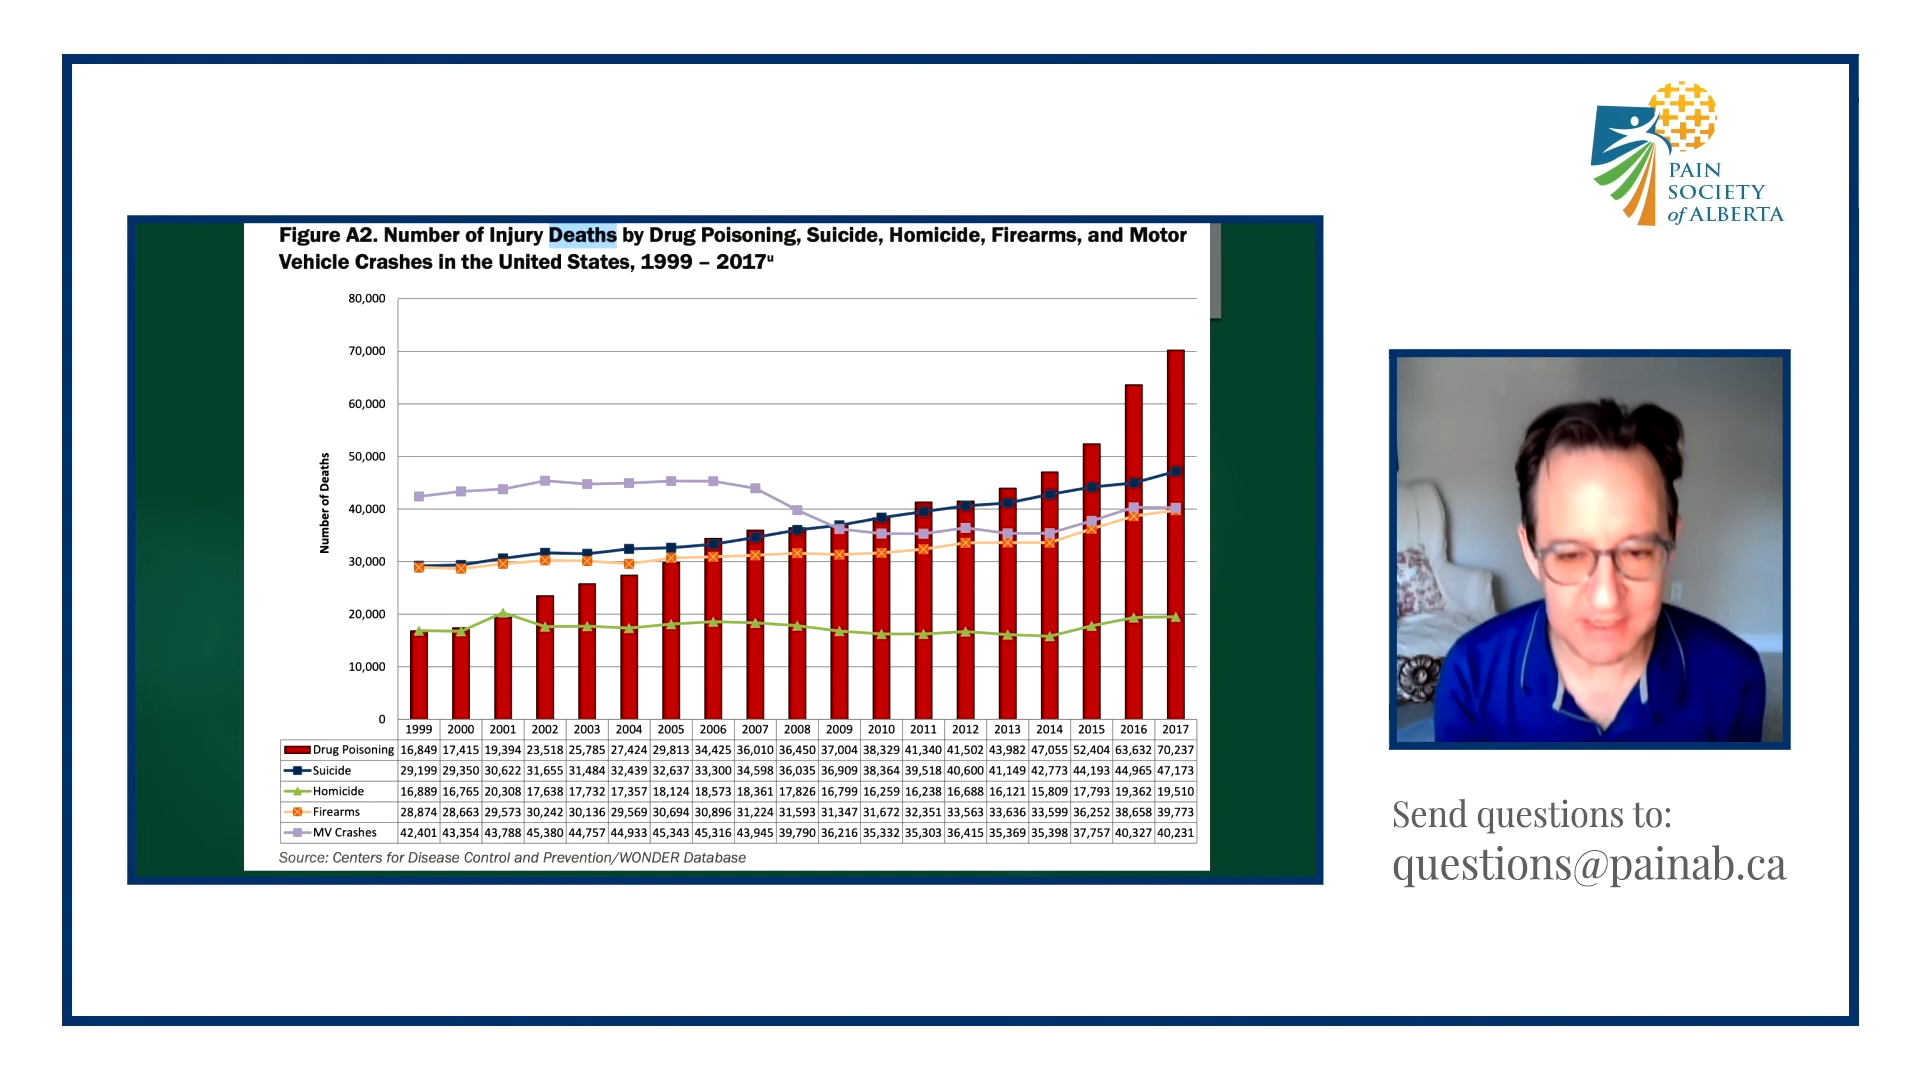 PAIN
SOCIETY
of ALBERTA
Figure A2. Number of Injury Deaths by Drug Poisoning, Suicide, Homicide, Firearms, and Motor
Vehicle Crashes in the United States, 1999 – 2017ᵘ
Number of Deaths
80,000
70,000
60,000
50,000
40,000
30,000
20,000
10,000
0
1999 2000 2001 2002 2003 2004 2005 2006 2007 2008 2009 2010 2011 2012 2013 2014 2015 2016 2017
Drug Poisoning 16,849 17,415 19,394 23,518 25,785 27,424 29,813 34,425 36,010 36,450 37,004 38,329 41,340 41,502 43,982 47,055 52,404 63,632 70,237
Suicide 29,199 29,350 30,622 31,655 31,484 32,439 32,637 33,300 34,598 36,035 36,909 38,364 39,518 40,600 41,149 42,773 44,193 44,965 47,173
Homicide 16,889 16,765 20,308 17,638 17,732 17,357 18,124 18,573 18,361 17,826 16,799 16,259 16,238 16,688 16,121 15,809 17,793 19,362 19,510
Firearms 28,874 28,663 29,573 30,242 30,136 29,569 30,694 30,896 31,224 31,593 31,347 31,672 32,351 33,563 33,636 33,599 36,252 38,658 39,773
MV Crashes 42,401 43,354 43,788 45,380 44,757 44,933 45,343 45,316 43,945 39,790 36,216 35,332 35,303 36,415 35,369 35,398 37,757 40,327 40,231
Source: Centers for Disease Control and Prevention/WONDER Database
Send questions to:
questions@painab.ca